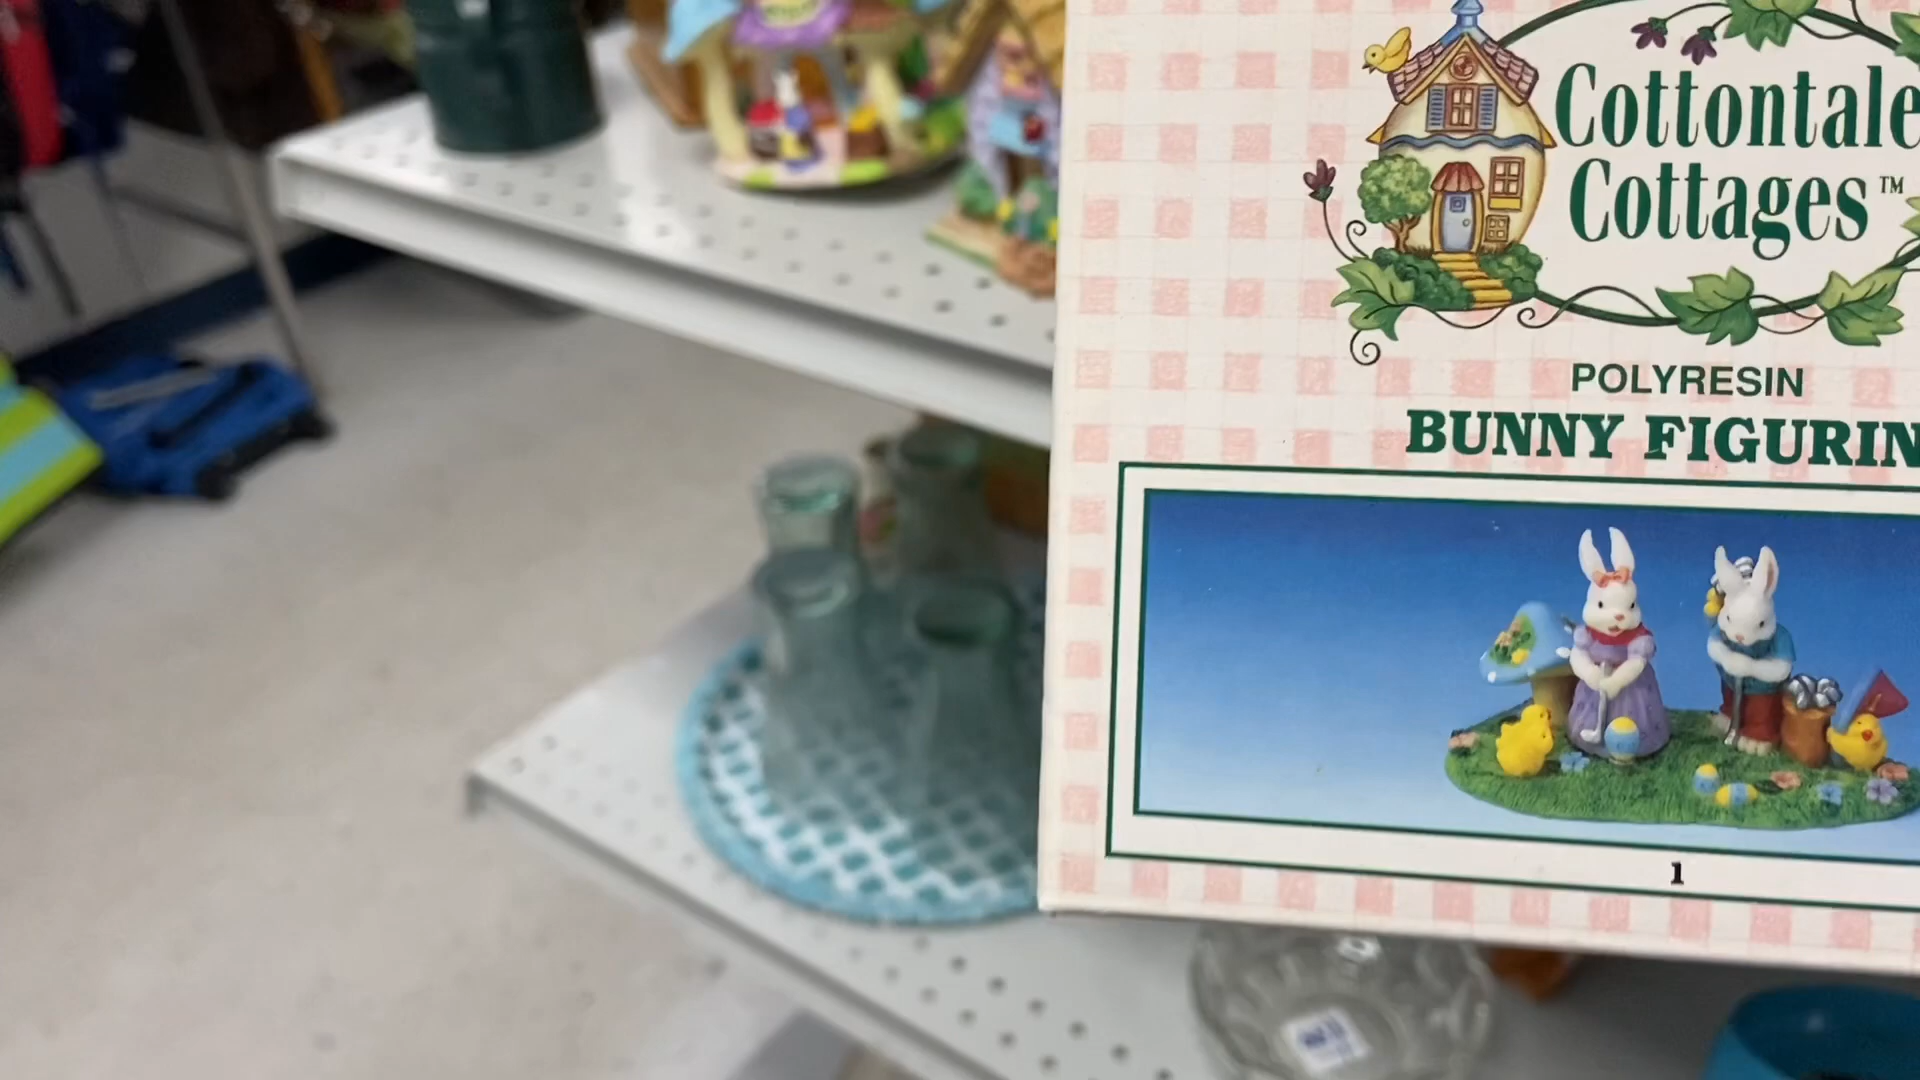 Cottontale
Cottages™
POLYRESIN
BUNNY FIGURIN
1